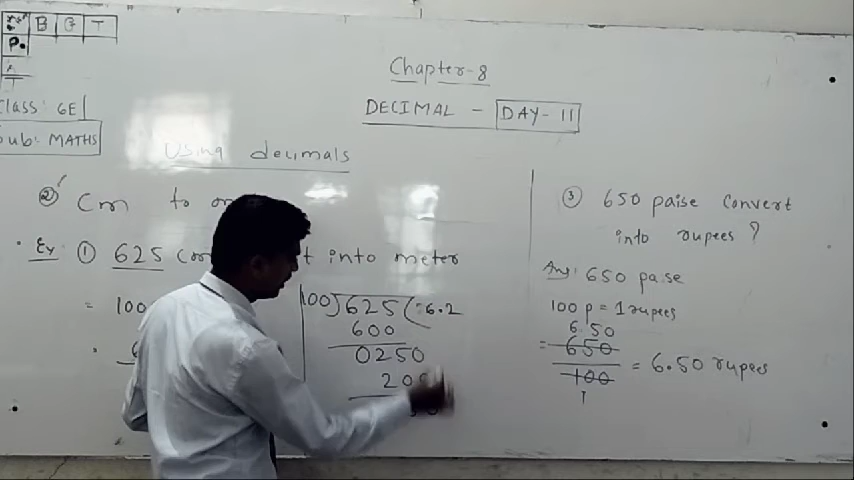 B G T
P.
Class: 6E
Sub: MATHS
Chapter-8
DECIMAL - DAY-11
Using decimals
② Cm to
Ex ① 625 into meter
= 100
100)625(=6.2
600
0250
20
③ 650 paise convert
into rupees ?
Ans: 650 paise
100 p = 1 rupees
6.50
= 650
100
= 6.50 rupees
1